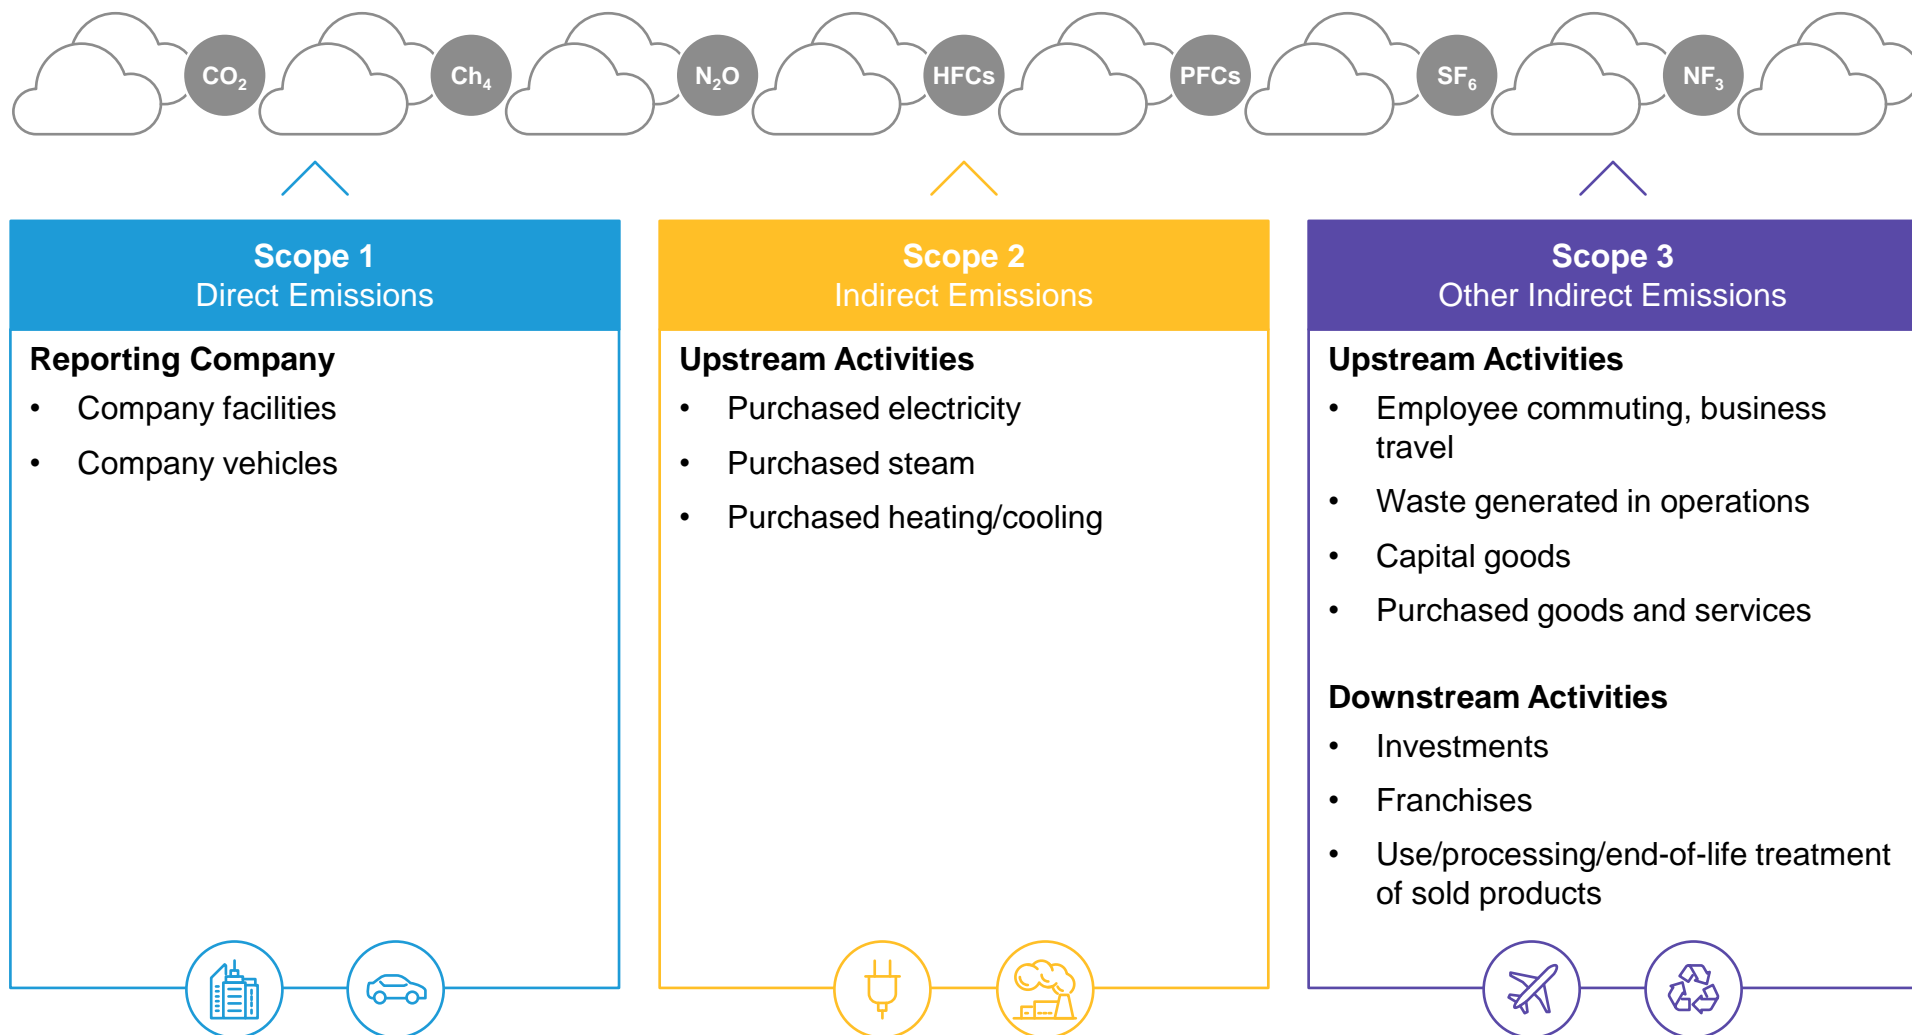 CO₂ Ch₄ N₂O HFCs PFCs SF₆ NF₃
Scope 1
Direct Emissions
Reporting Company
• Company facilities
• Company vehicles
Scope 2
Indirect Emissions
Upstream Activities
• Purchased electricity
• Purchased steam
• Purchased heating/cooling
Scope 3
Other Indirect Emissions
Upstream Activities
• Employee commuting, business
travel
• Waste generated in operations
• Capital goods
• Purchased goods and services
Downstream Activities
• Investments
• Franchises
• Use/processing/end-of-life treatment
of sold products